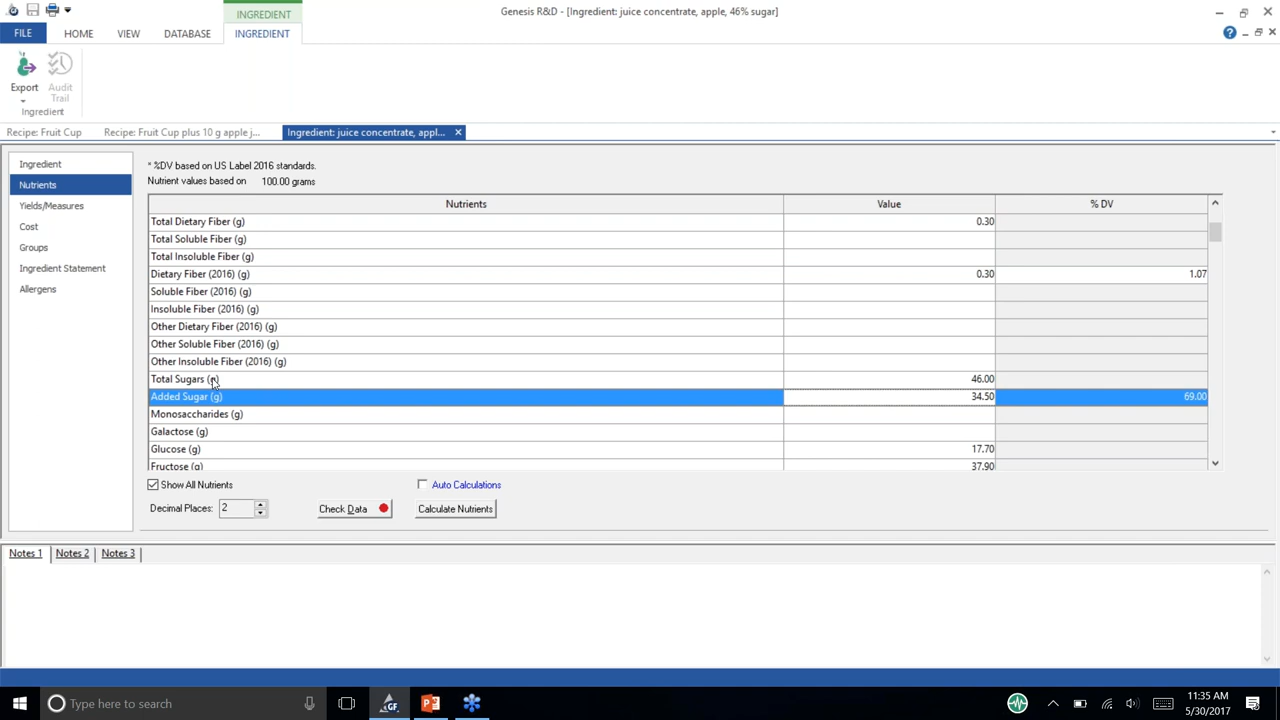 INGREDIENT
Genesis R&D - [Ingredient: juice concentrate, apple, 46% sugar]
FILE HOME VIEW DATABASE INGREDIENT
Export
Audit Trail
Ingredient
Recipe: Fruit Cup
Recipe: Fruit Cup plus 10 g apple j...
Ingredient: juice concentrate, appl...
Ingredient
Nutrients
Yields/Measures
Cost
Groups
Ingredient Statement
Allergens
* %DV based on US Label 2016 standards.
Nutrient values based on 100.00 grams
Nutrients Value % DV
Total Dietary Fiber (g) 0.30
Total Soluble Fiber (g)
Total Insoluble Fiber (g)
Dietary Fiber (2016) (g) 0.30 1.07
Soluble Fiber (2016) (g)
Insoluble Fiber (2016) (g)
Other Dietary Fiber (2016) (g)
Other Soluble Fiber (2016) (g)
Other Insoluble Fiber (2016) (g)
Total Sugars (g) 46.00
Added Sugar (g) 34.50 69.00
Monosaccharides (g)
Galactose (g)
Glucose (g) 17.70
Fructose (g) 37.90
Show All Nutrients
Auto Calculations
Decimal Places: 2
Check Data
Calculate Nutrients
Notes 1 Notes 2 Notes 3
GF
Type here to search
11:35 AM
5/30/2017